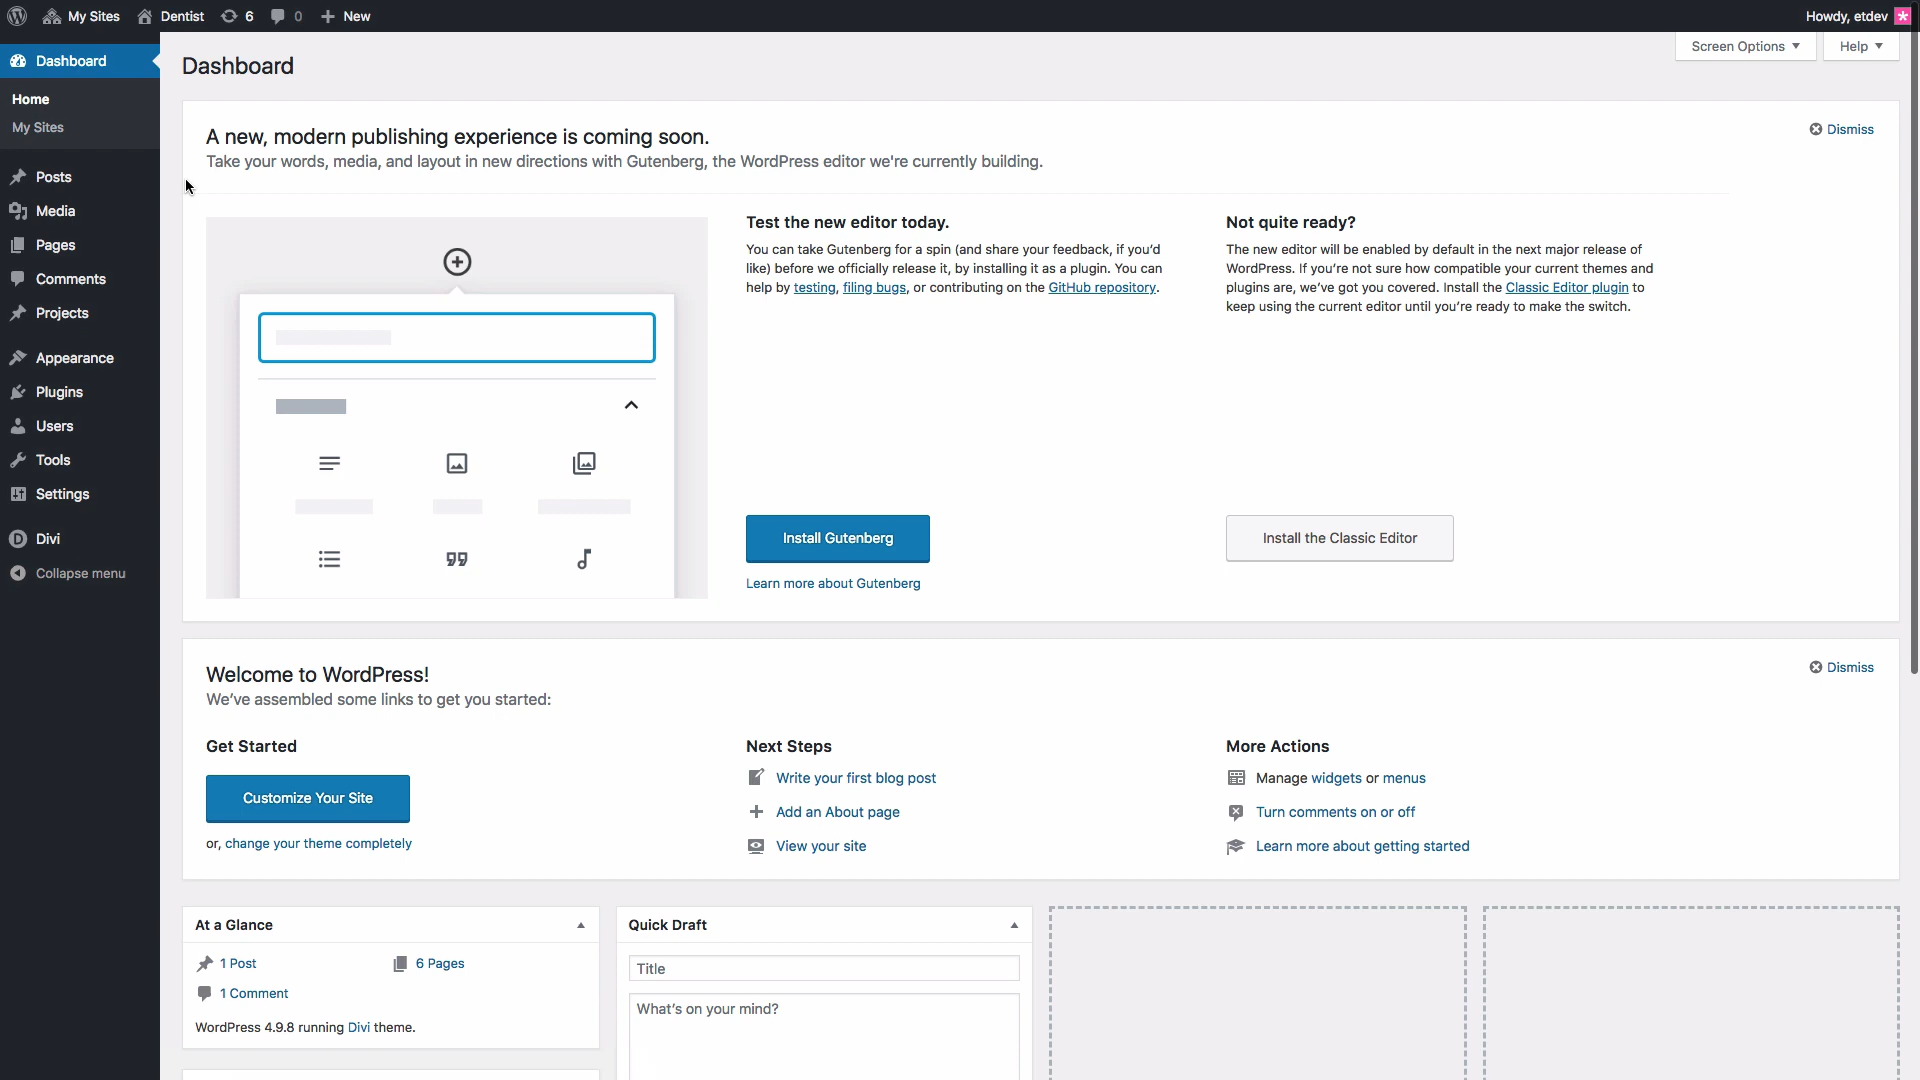 My Sites
Dentist
6
0
New
Howdy, etdev
Dashboard
Home
My Sites
Posts
Media
Pages
Comments
Projects
Appearance
Plugins
Users
Tools
Settings
Divi
Collapse menu
Screen Options
Help
Dashboard
A new, modern publishing experience is coming soon.
Dismiss
Take your words, media, and layout in new directions with Gutenberg, the WordPress editor we're currently building.
Test the new editor today.
You can take Gutenberg for a spin (and share your feedback, if you'd
like) before we officially release it, by installing it as a plugin. You can
help by testing, filing bugs, or contributing on the GitHub repository.
Install Gutenberg
Learn more about Gutenberg
Not quite ready?
The new editor will be enabled by default in the next major release of
WordPress. If you're not sure how compatible your current themes and
plugins are, we've got you covered. Install the Classic Editor plugin to
keep using the current editor until you're ready to make the switch.
Install the Classic Editor
Welcome to WordPress!
Dismiss
We've assembled some links to get you started:
Get Started
Customize Your Site
or, change your theme completely
Next Steps
Write your first blog post
Add an About page
View your site
More Actions
Manage widgets or menus
Turn comments on or off
Learn more about getting started
At a Glance
1 Post
6 Pages
1 Comment
WordPress 4.9.8 running Divi theme.
Quick Draft
Title
What's on your mind?